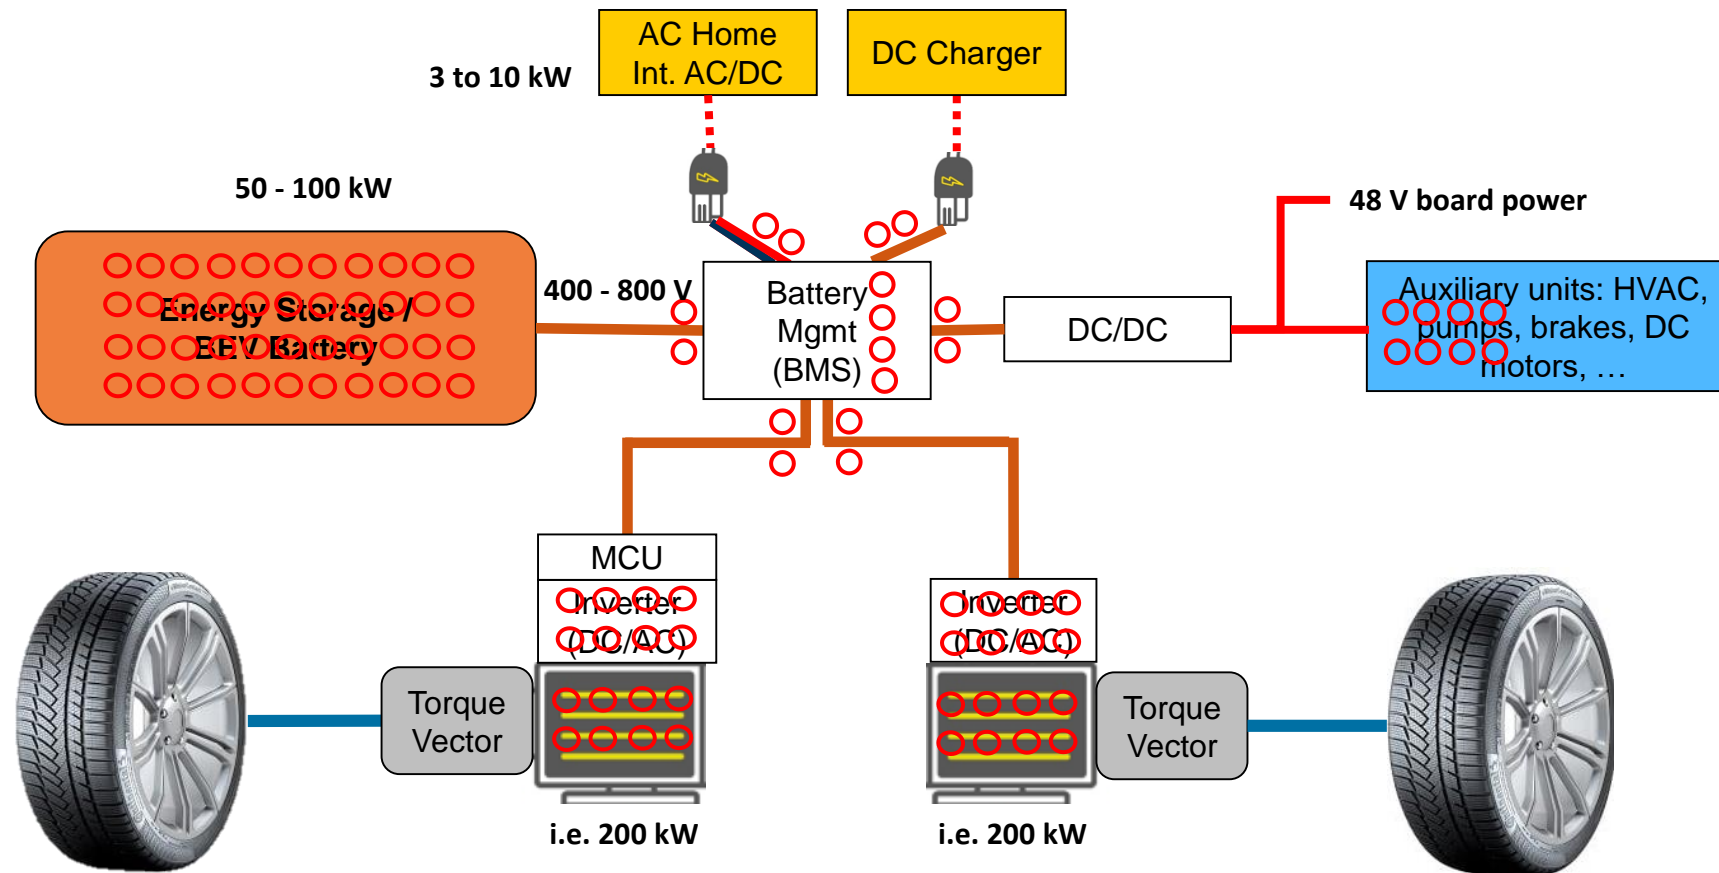 AC Home
Int. AC/DC
DC Charger
3 to 10 kW
50 - 100 kW
48 V board power
400 - 800 V
Energy Storage /
BEV Battery
Battery
Mgmt
(BMS)
DC/DC
Auxiliary units: HVAC,
pumps, brakes, DC
motors, …
MCU
Inverter
(DC/AC)
Inverter
(DC/AC)
Torque
Vector
Torque
Vector
i.e. 200 kW
i.e. 200 kW